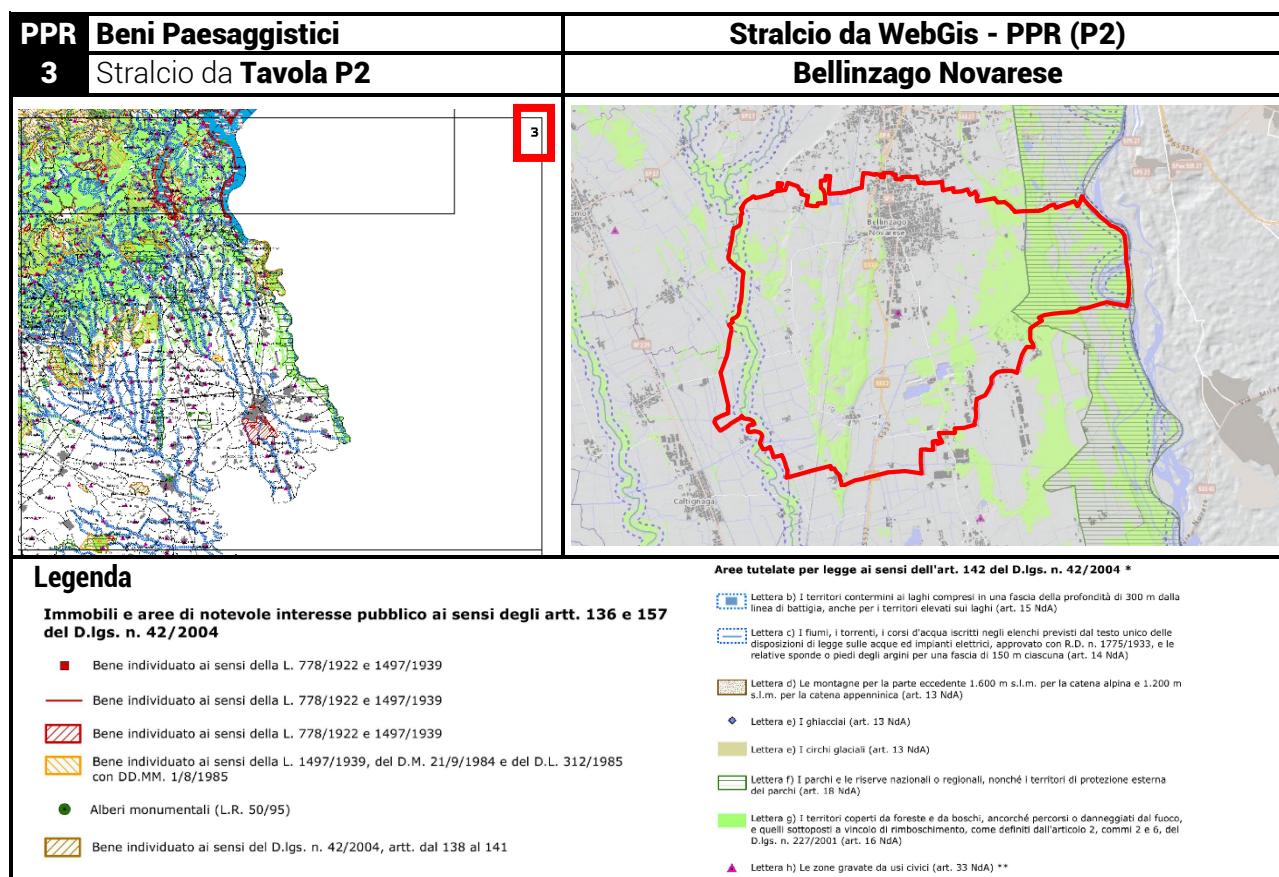 PPR Beni Paesaggistici
Stralcio da WebGis - PPR (P2)
3 Stralcio da Tavola P2
Bellinzago Novarese
3
Bellinzago
Novarese
Caltignaga
Legenda
Immobili e aree di notevole interesse pubblico ai sensi degli artt. 136 e 157
del D.lgs. n. 42/2004
Bene individuato ai sensi della L. 778/1922 e 1497/1939
Bene individuato ai sensi della L. 778/1922 e 1497/1939
Bene individuato ai sensi della L. 778/1922 e 1497/1939
Bene individuato ai sensi della L. 1497/1939, del D.M. 21/9/1984 e del D.L. 312/1985
con DD.MM. 1/8/1985
Alberi monumentali (L.R. 50/95)
Bene individuato ai sensi del D.lgs. n. 42/2004, artt. dal 138 al 141
Aree tutelate per legge ai sensi dell'art. 142 del D.lgs. n. 42/2004 *
Lettera b) I territori contermini ai laghi compresi in una fascia della profondità di 300 m dalla
linea di battigia, anche per i territori elevati sui laghi (art. 15 NdA)
Lettera c) I fiumi, i torrenti, i corsi d'acqua iscritti negli elenchi previsti dal testo unico delle
disposizioni di legge sulle acque ed impianti elettrici, approvato con R.D. n. 1775/1933, e le
relative sponde o piedi degli argini per una fascia di 150 m ciascuna (art. 14 NdA)
Lettera d) Le montagne per la parte eccedente 1.600 m s.l.m. per la catena alpina e 1.200 m
s.l.m. per la catena appenninica (art. 13 NdA)
Lettera e) I ghiacciai (art. 13 NdA)
Lettera e) I circhi glaciali (art. 13 NdA)
Lettera f) I parchi e le riserve nazionali o regionali, nonché i territori di protezione esterna
dei parchi (art. 18 NdA)
Lettera g) I territori coperti da foreste e da boschi, ancorché percorsi o danneggiati dal fuoco,
e quelli sottoposti a vincolo di rimboschimento, come definiti dall'articolo 2, commi 2 e 6, del
D.lgs. n. 227/2001 (art. 16 NdA)
Lettera h) Le zone gravate da usi civici (art. 33 NdA) **